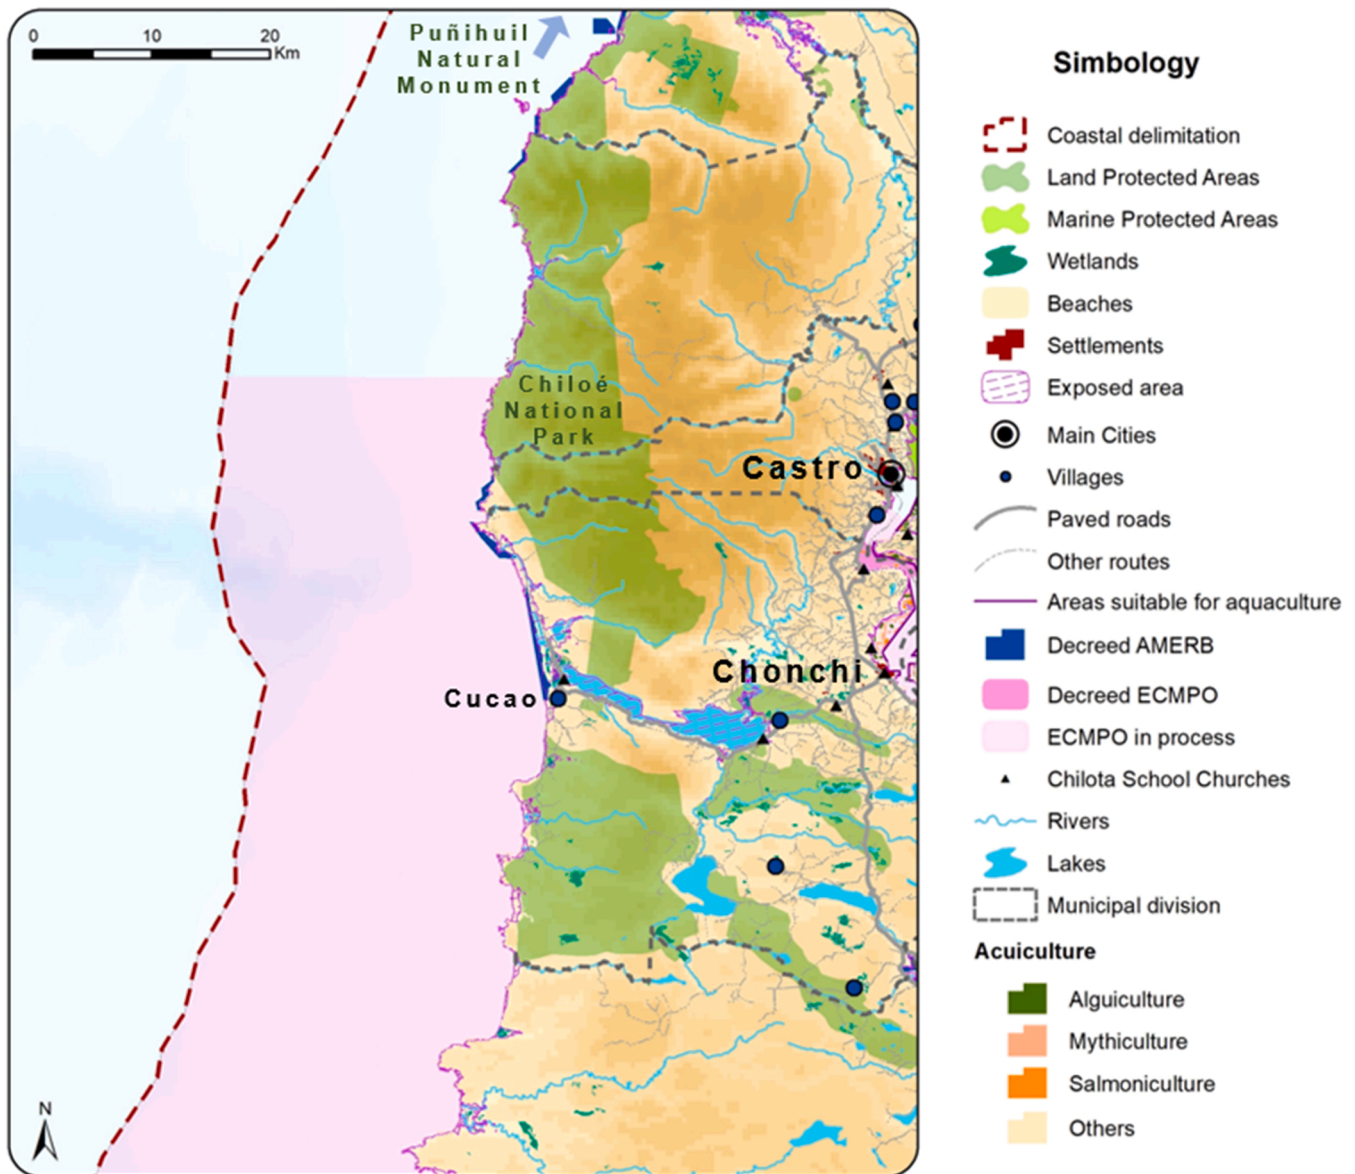 0 10 20
Km
Puñihuil
Natural
Monument
Chiloé
National
Park
Castro
Chonchi
Cucao
N
Simbology
Coastal delimitation
Land Protected Areas
Marine Protected Areas
Wetlands
Beaches
Settlements
Exposed area
Main Cities
Villages
Paved roads
Other routes
Areas suitable for aquaculture
Decreed AMERB
Decreed ECMPO
ECMPO in process
Chilota School Churches
Rivers
Lakes
Municipal division
Acuiculture
Alguiculture
Mythiculture
Salmoniculture
Others